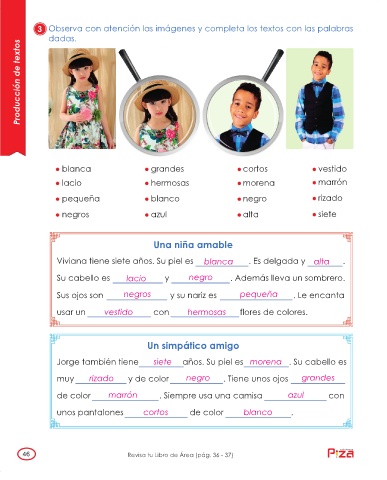 Producción de textos
3 Observa con atención las imágenes y completa los textos con las palabras
dadas.
• blanca • grandes • cortos • vestido
• lacio • hermosas • morena • marrón
• pequeña • blanco • negro • rizado
• negros • azul • alta • siete
Una niña amable
Viviana tiene siete años. Su piel es blanca. Es delgada y alta.
Su cabello es lacio y negro. Además lleva un sombrero.
Sus ojos son negros y su nariz es pequeña. Le encanta
usar un vestido con hermosas flores de colores.
Un simpático amigo
Jorge también tiene siete años. Su piel es morena. Su cabello es
muy rizado y de color negro. Tiene unos ojos grandes
de color marrón. Siempre usa una camisa azul con
unos pantalones cortos de color blanco.
46 Revisa tu Libro de Área (pág. 36 - 37)